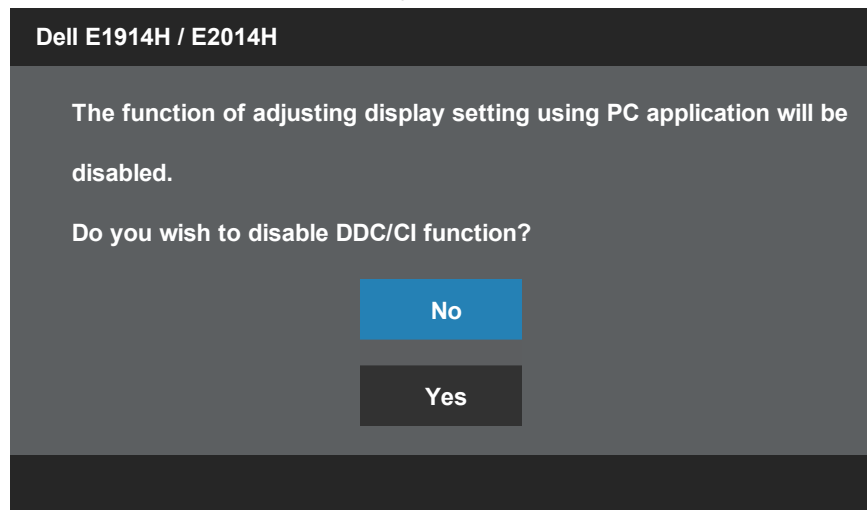 Dell E1914H / E2014H
The function of adjusting display setting using PC application will be
disabled.
Do you wish to disable DDC/CI function?
No
Yes